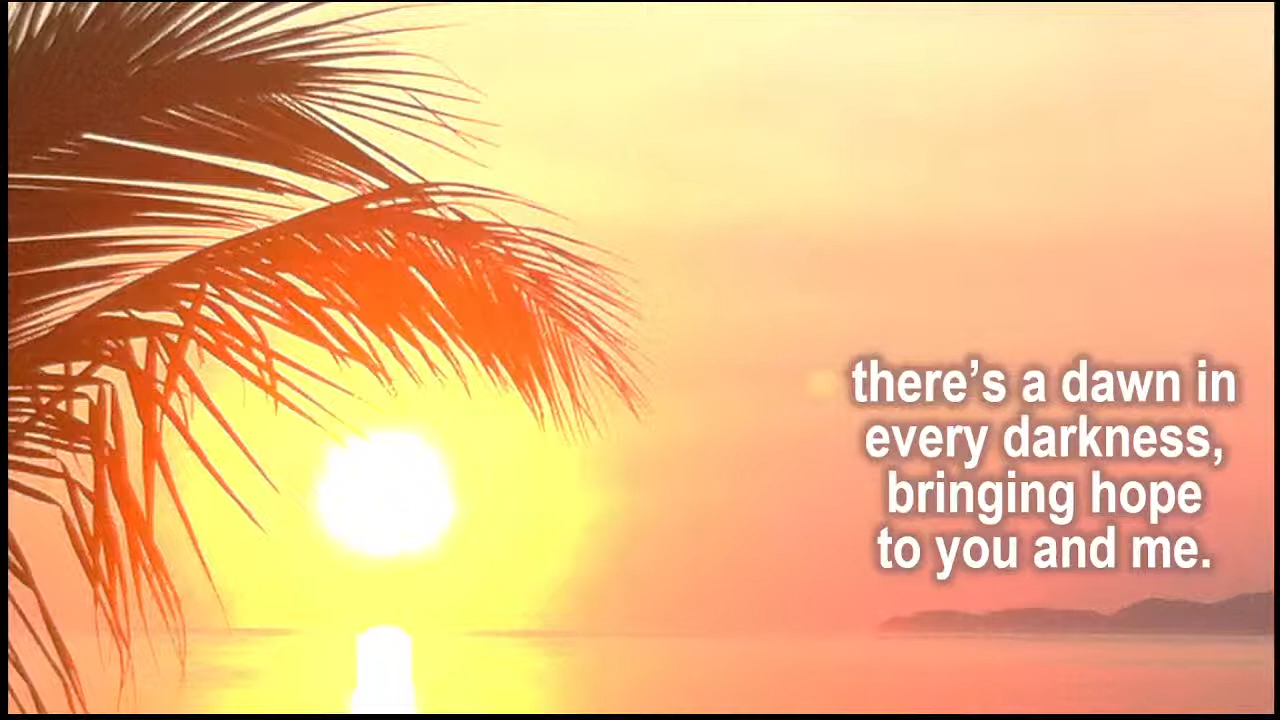 there’s a dawn in
every darkness,
bringing hope
to you and me.